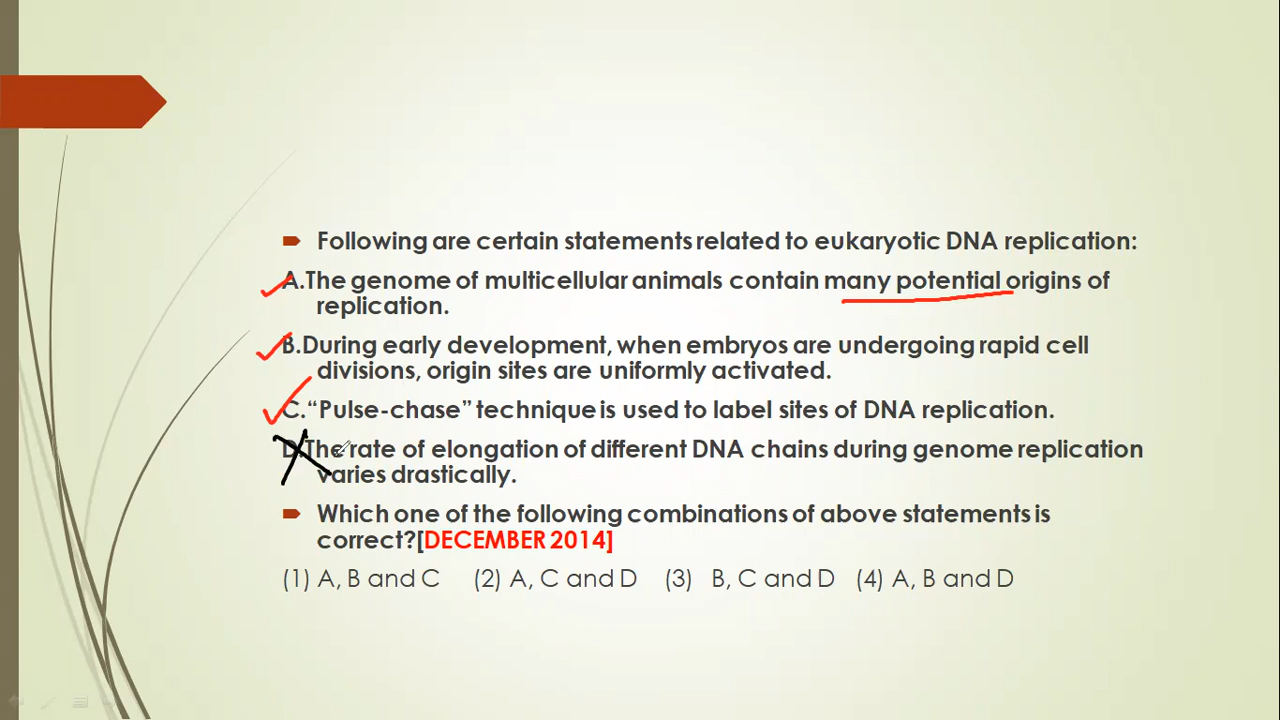 Following are certain statements related to eukaryotic DNA replication:
A.The genome of multicellular animals contain many potential origins of
replication.
B.During early development, when embryos are undergoing rapid cell
divisions, origin sites are uniformly activated.
C."Pulse-chase" technique is used to label sites of DNA replication.
D.The rate of elongation of different DNA chains during genome replication
varies drastically.
Which one of the following combinations of above statements is
correct?[DECEMBER 2014]
(1) A, B and C (2) A, C and D (3) B, C and D (4) A, B and D